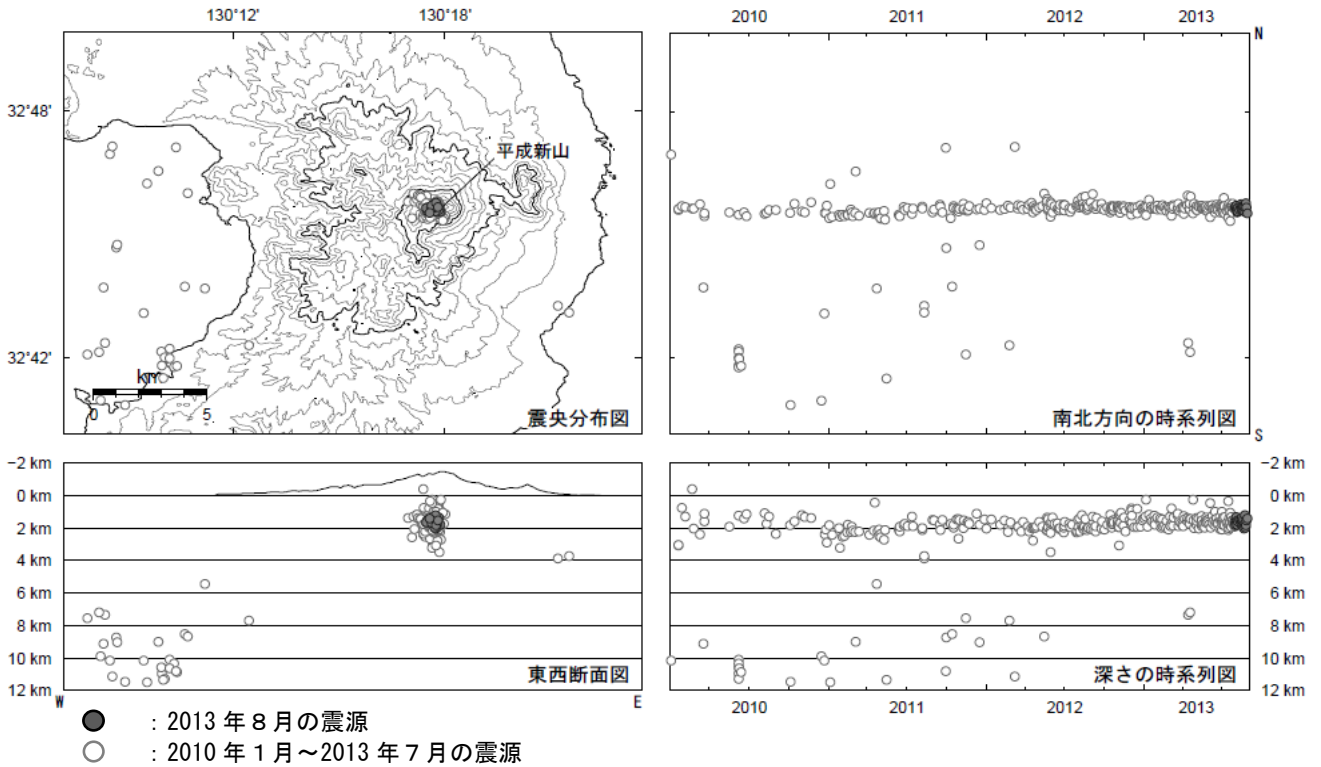 130°12' 130°18' 2010 2011 2012 2013
N
32°48'
平成新山
32°42'
km
0 5
震央分布図 南北方向の時系列図
S
-2 km -2 km
0 km 0 km
2 km 2 km
4 km 4 km
6 km 6 km
8 km 8 km
10 km 10 km
東西断面図 深さの時系列図
12 km 12 km
W E 2010 2011 2012 2013
：2013 年８月の震源
：2010 年１月～2013 年７月の震源